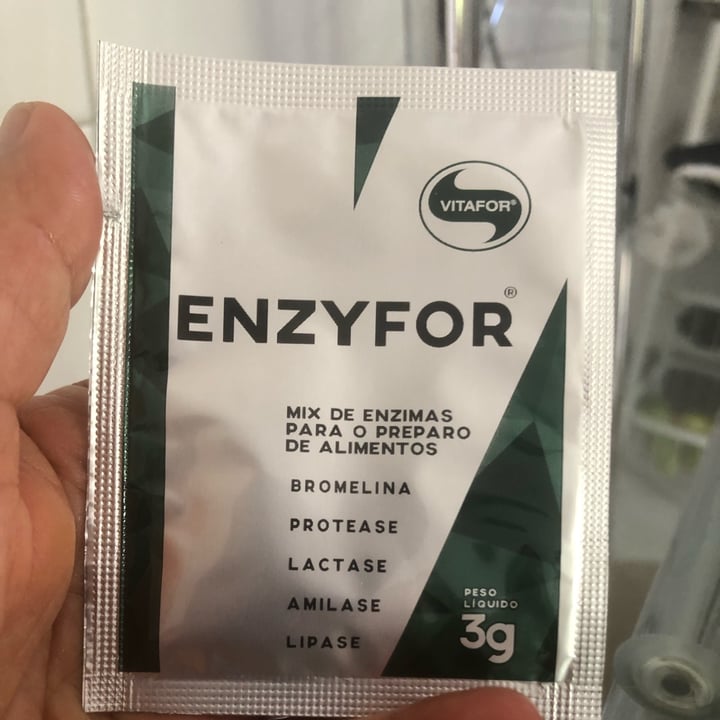 VITAFOR®
ENZYFOR®
MIX DE ENZIMAS
PARA O PREPARO
DE ALIMENTOS
BROMELINA
PROTEASE
LACTASE
AMILASE
LIPASE
PESO
LÍQUIDO
3g